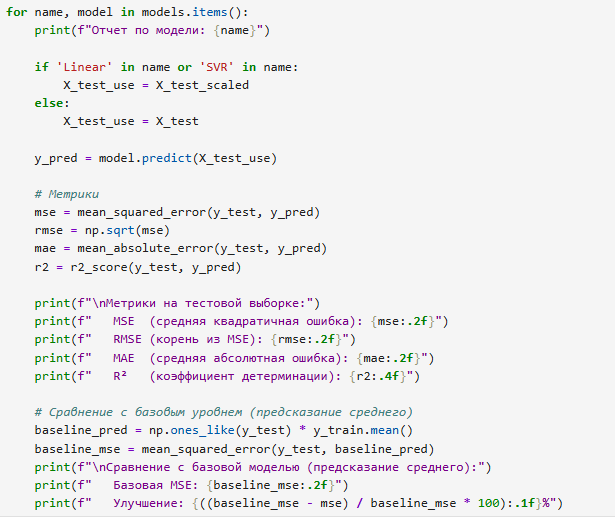 for name, model in models.items():
    print(f"Отчет по модели: {name}")

    if 'Linear' in name or 'SVR' in name:
        X_test_use = X_test_scaled
    else:
        X_test_use = X_test

    y_pred = model.predict(X_test_use)

    # Метрики
    mse = mean_squared_error(y_test, y_pred)
    rmse = np.sqrt(mse)
    mae = mean_absolute_error(y_test, y_pred)
    r2 = r2_score(y_test, y_pred)

    print(f"\nМетрики на тестовой выборке:")
    print(f"   MSE  (средняя квадратичная ошибка): {mse:.2f}")
    print(f"   RMSE (корень из MSE): {rmse:.2f}")
    print(f"   MAE  (средняя абсолютная ошибка): {mae:.2f}")
    print(f"   R²   (коэффициент детерминации): {r2:.4f}")

    # Сравнение с базовым уровнем (предсказание среднего)
    baseline_pred = np.ones_like(y_test) * y_train.mean()
    baseline_mse = mean_squared_error(y_test, baseline_pred)
    print(f"\nСравнение с базовой моделью (предсказание среднего):")
    print(f"   Базовая MSE: {baseline_mse:.2f}")
    print(f"   Улучшение: {((baseline_mse - mse) / baseline_mse * 100):.1f}%")